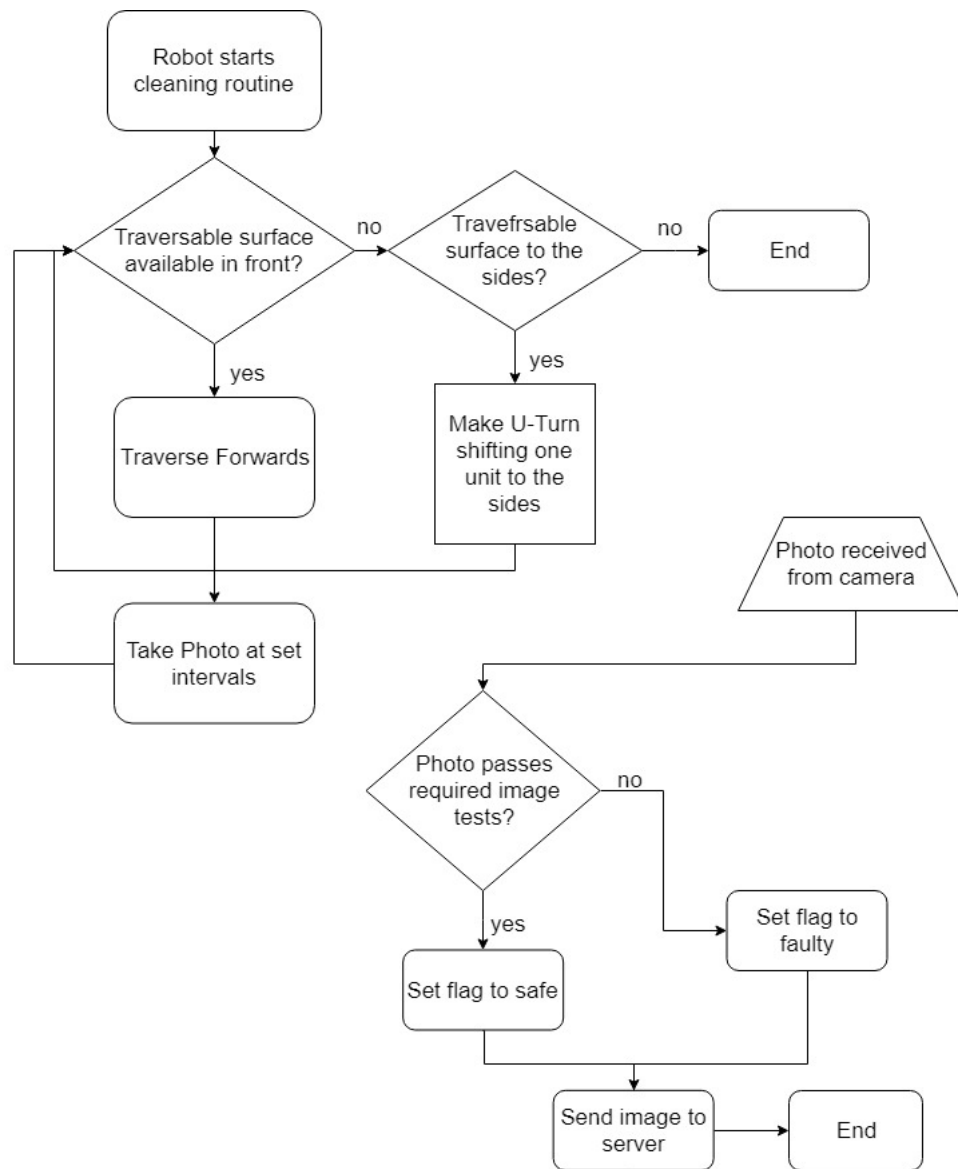 Robot starts
cleaning routine
Traversable surface
available in front?
no
Travefrsable
surface to the
sides?
no
End
yes
Traverse Forwards
yes
Make U-Turn
shifting one
unit to the
sides
Take Photo at set
intervals
Photo received
from camera
Photo passes
required image
tests?
no
yes
Set flag to safe
Set flag to
faulty
Send image to
server
End